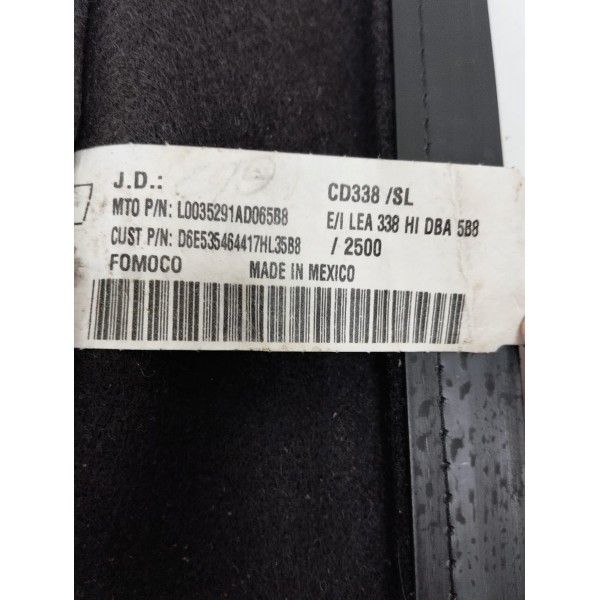 J.D.:
CD338 /SL
MTO P/N: L0035291AD065B8
E/I LEA 338 HI DBA 5B8
CUST P/N: D6E535464417HL35B8
/ 2500
FOMOCO
MADE IN MEXICO